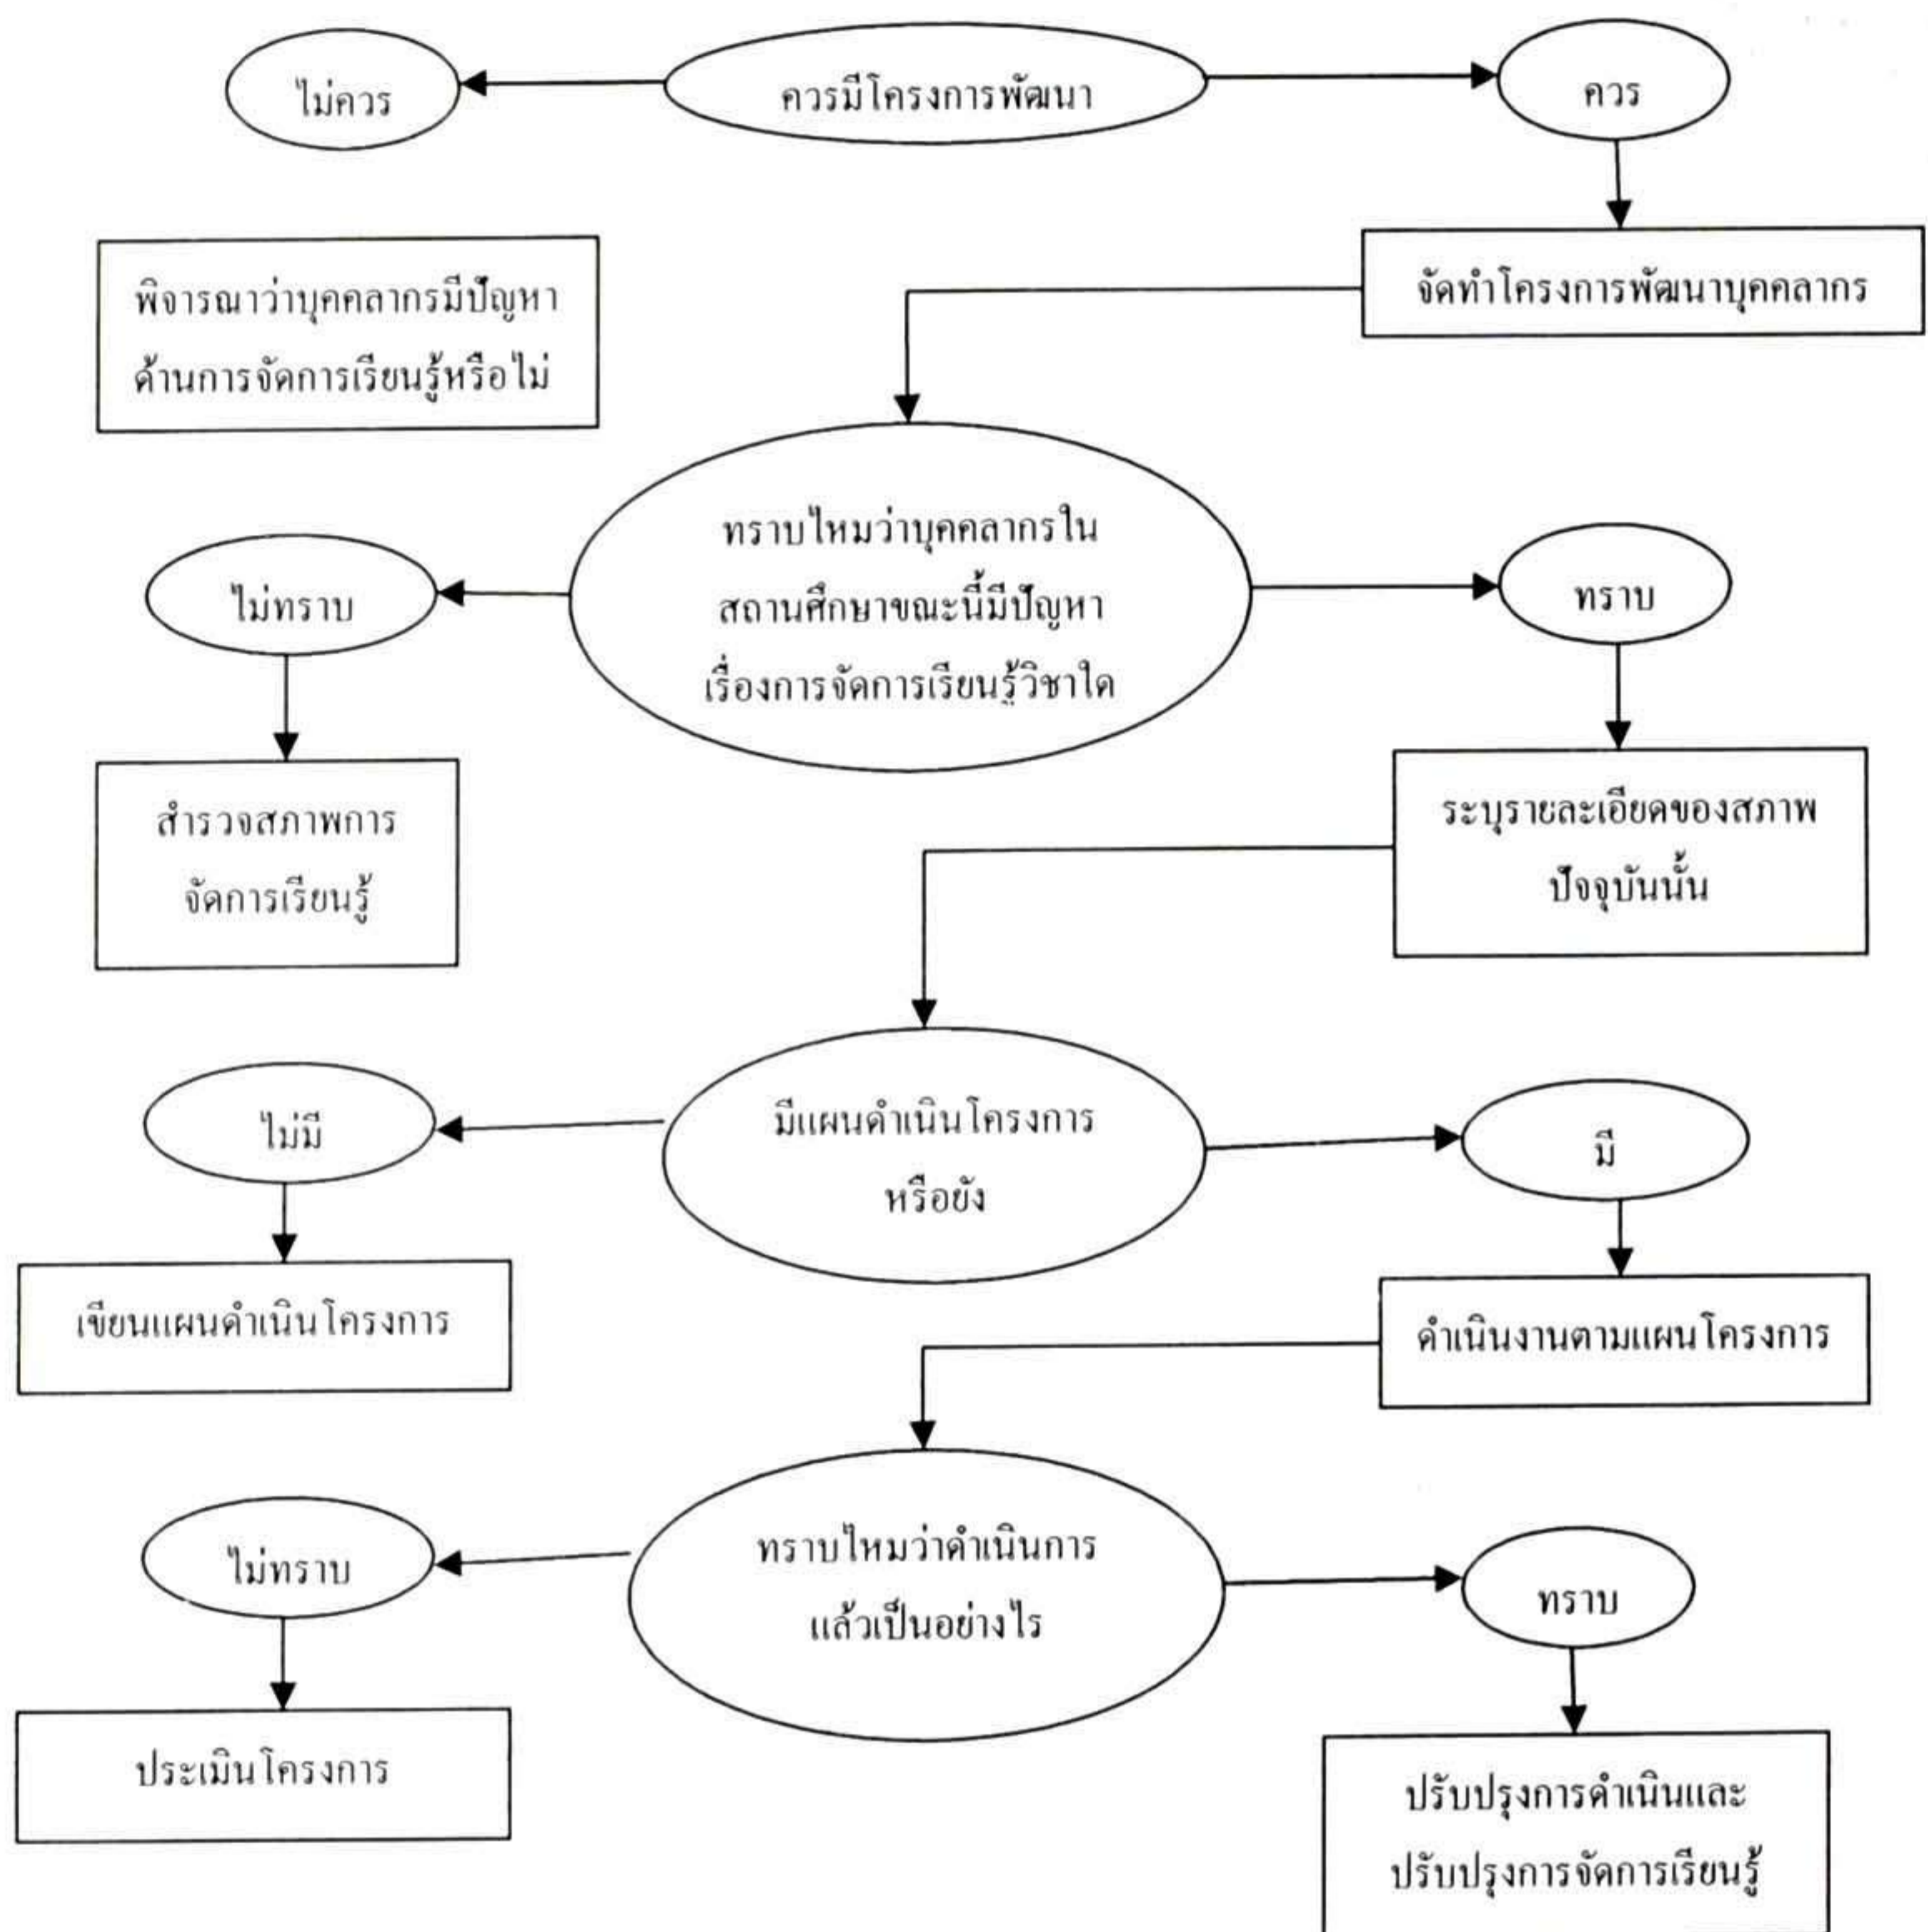 ไม่ควร
ควรมีโครงการพัฒนา
ควร
พิจารณาว่าบุคคลากรมีปัญหา
ด้านการจัดการเรียนรู้หรือไม่
จัดทำโครงการพัฒนาบุคคลากร
ไม่ทราบ
ทราบไหมว่าบุคคลากรใน
สถานศึกษาขณะนี้มีปัญหา
เรื่องการจัดการเรียนรู้วิชาใด
ทราบ
สำรวจสภาพการ
จัดการเรียนรู้
ระบุรายละเอียดของสภาพ
ปัจจุบันนั้น
ไม่มี
มีแผนดำเนินโครงการ
หรือยัง
มี
เขียนแผนดำเนินโครงการ
ดำเนินงานตามแผนโครงการ
ไม่ทราบ
ทราบไหมว่าดำเนินการ
แล้วเป็นอย่างไร
ทราบ
ประเมินโครงการ
ปรับปรุงการดำเนินและ
ปรับปรุงการจัดการเรียนรู้